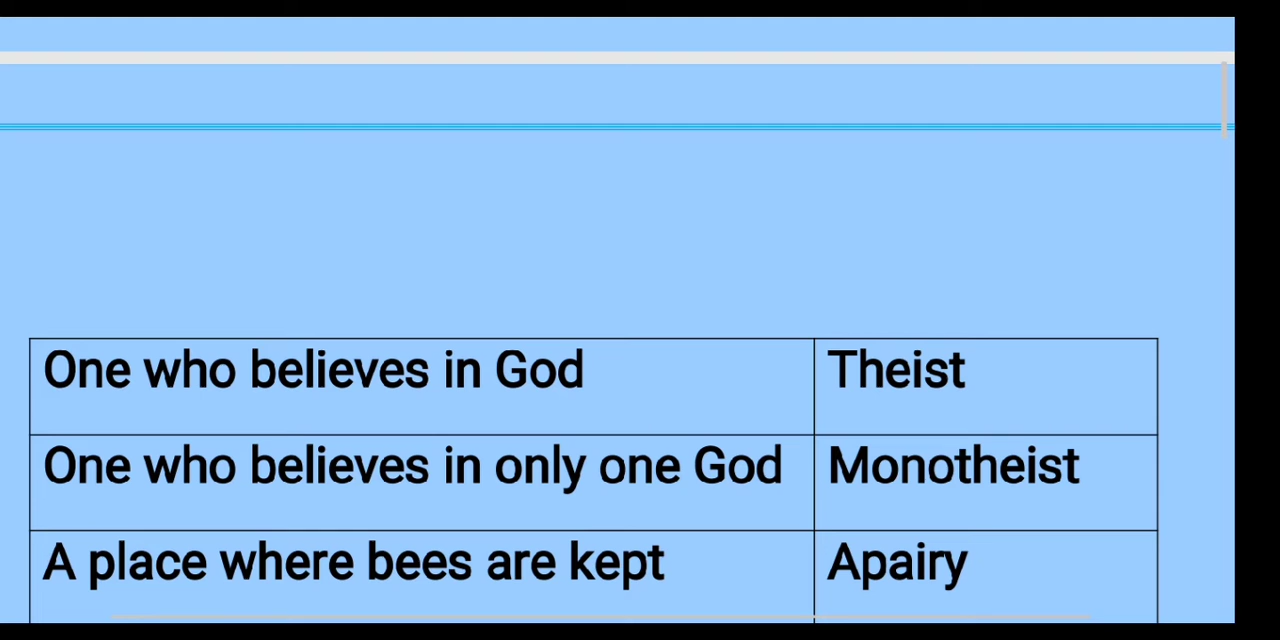 One who believes in God Theist
One who believes in only one God Monotheist
A place where bees are kept Apairy